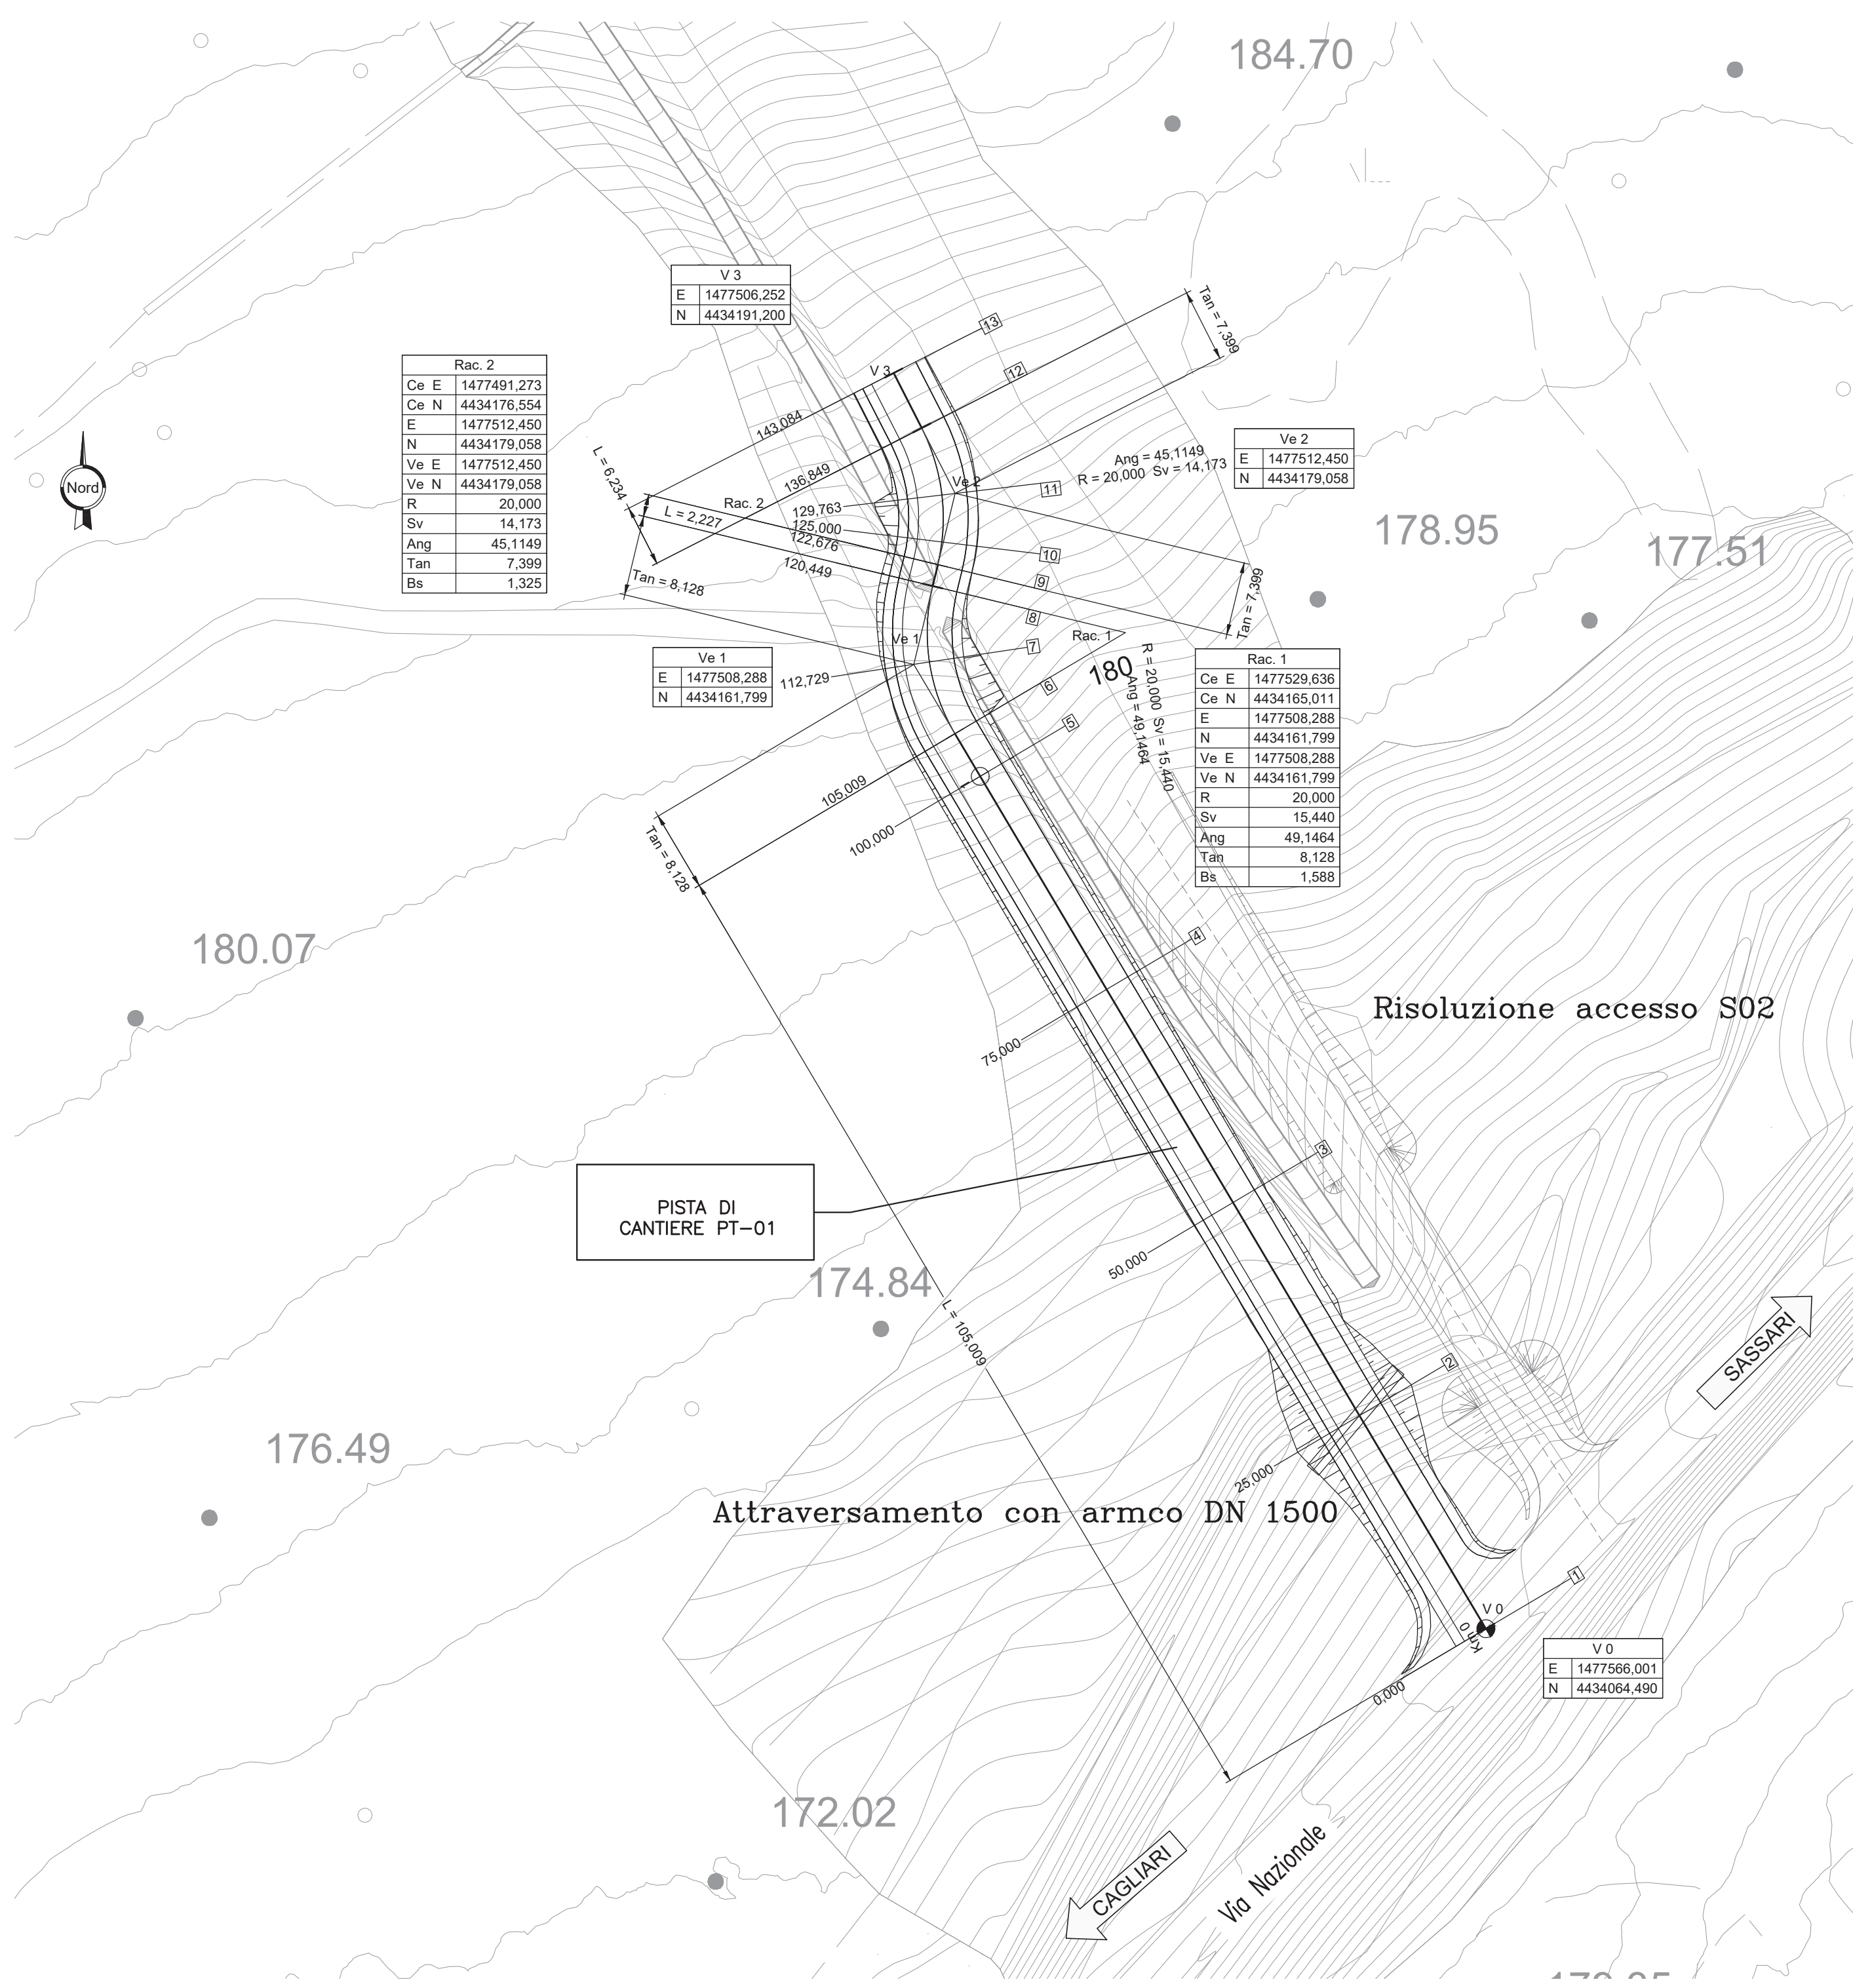 184.70
V 3
E 1477506,252
N 4434191,200
13
Tan = 7,399
12
V 3
Rac. 2
Ce E 1477491,273
Ce N 4434176,554
E 1477512,450
N 4434179,058
Ve E 1477512,450
Ve N 4434179,058
R 20,000
Sv 14,173
Ang 45,1149
Tan 7,399
Bs 1,325
143,084
Ve 2
E 1477512,450
N 4434179,058
Ang = 45,1149
R = 20,000 Sv = 14,173
L = 6,234
136,849
Ve 2
11
Nord
Rac. 2
129,763
L = 2,227
125,000
122,676
10
178.95
177.51
120,449
9
Tan = 8,128
Tan = 7,399
8
Rac. 1
Ve 1
7
Ve 1
E 1477508,288
N 4434161,799
112,729
180
6
R = 20,000 Sv = 15,440
Ang = 49,1464
Rac. 1
Ce E 1477529,636
Ce N 4434165,011
E 1477508,288
N 4434161,799
Ve E 1477508,288
Ve N 4434161,799
R 20,000
Sv 15,440
Ang 49,1464
Tan 8,128
Bs 1,588
5
105,009
100,000
Tan = 8,128
180.07
4
Risoluzione accesso S02
75,000
3
PISTA DI
CANTIERE PT-01
50,000
174.84
L = 105,009
SASSARI
2
176.49
25,000
Attraversamento con armco DN 1500
1
V 0
Km 0
V 0
E 1477566,001
N 4434064,490
0,000
172.02
CAGLIARI
Via Nazionale